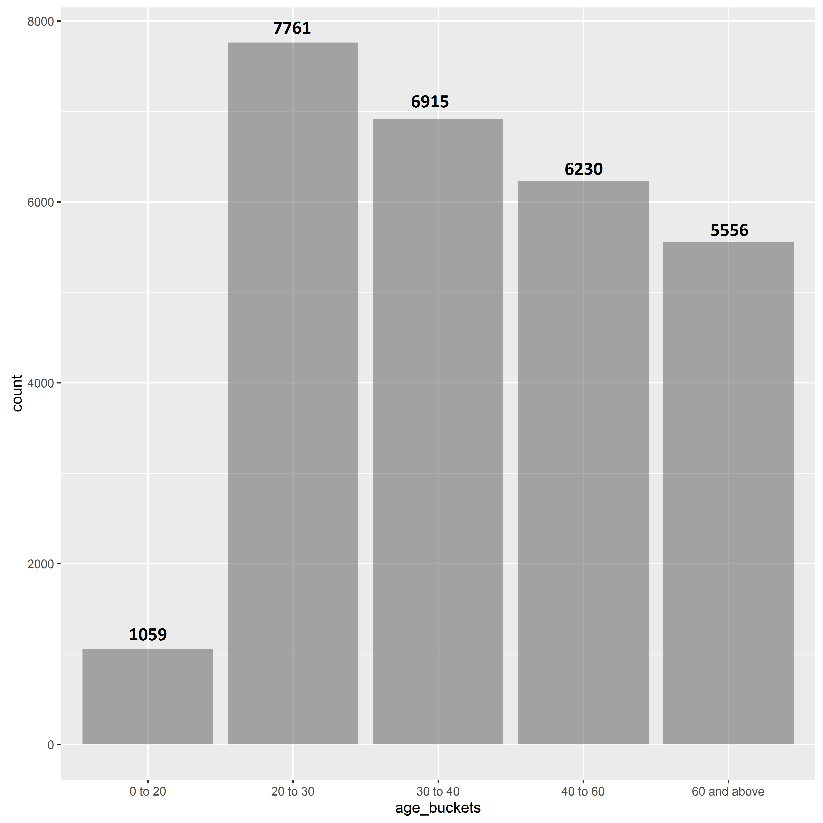 8000
6000
4000
2000
0
count
7761
6915
6230
5556
1059
0 to 20
20 to 30
30 to 40
40 to 60
60 and above
age_buckets